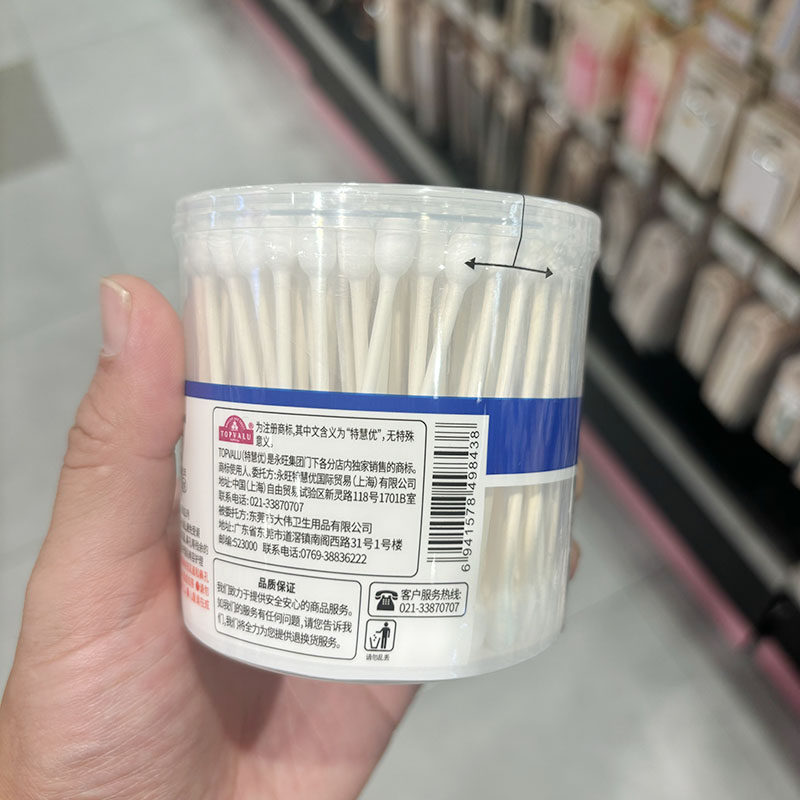 TOPVALU
®
为注册商标,其中文含义为“特慧优”,无特殊
意义。
TOPVALU(特慧优)是永旺集团门下各分店内独家销售的商标。
商标使用人、委托方:永旺特慧优国际贸易(上海)有限公司
地址:中国(上海)自由贸易试验区新灵路118号1701B室
联系电话:021-33870707
被委托方:东莞市大伟卫生用品有限公司
地址:广东省东莞市道滘镇南阁西路31号1号楼
邮编:523000 联系电话:0769-38836222
品质保证
我们致力于提供安全安心的商品服务。
如我们的服务有任何问题,请您告诉我
们,我们将全力为您提供退换货服务。
客户服务热线:
021-33870707
请勿乱丢
6941578498438